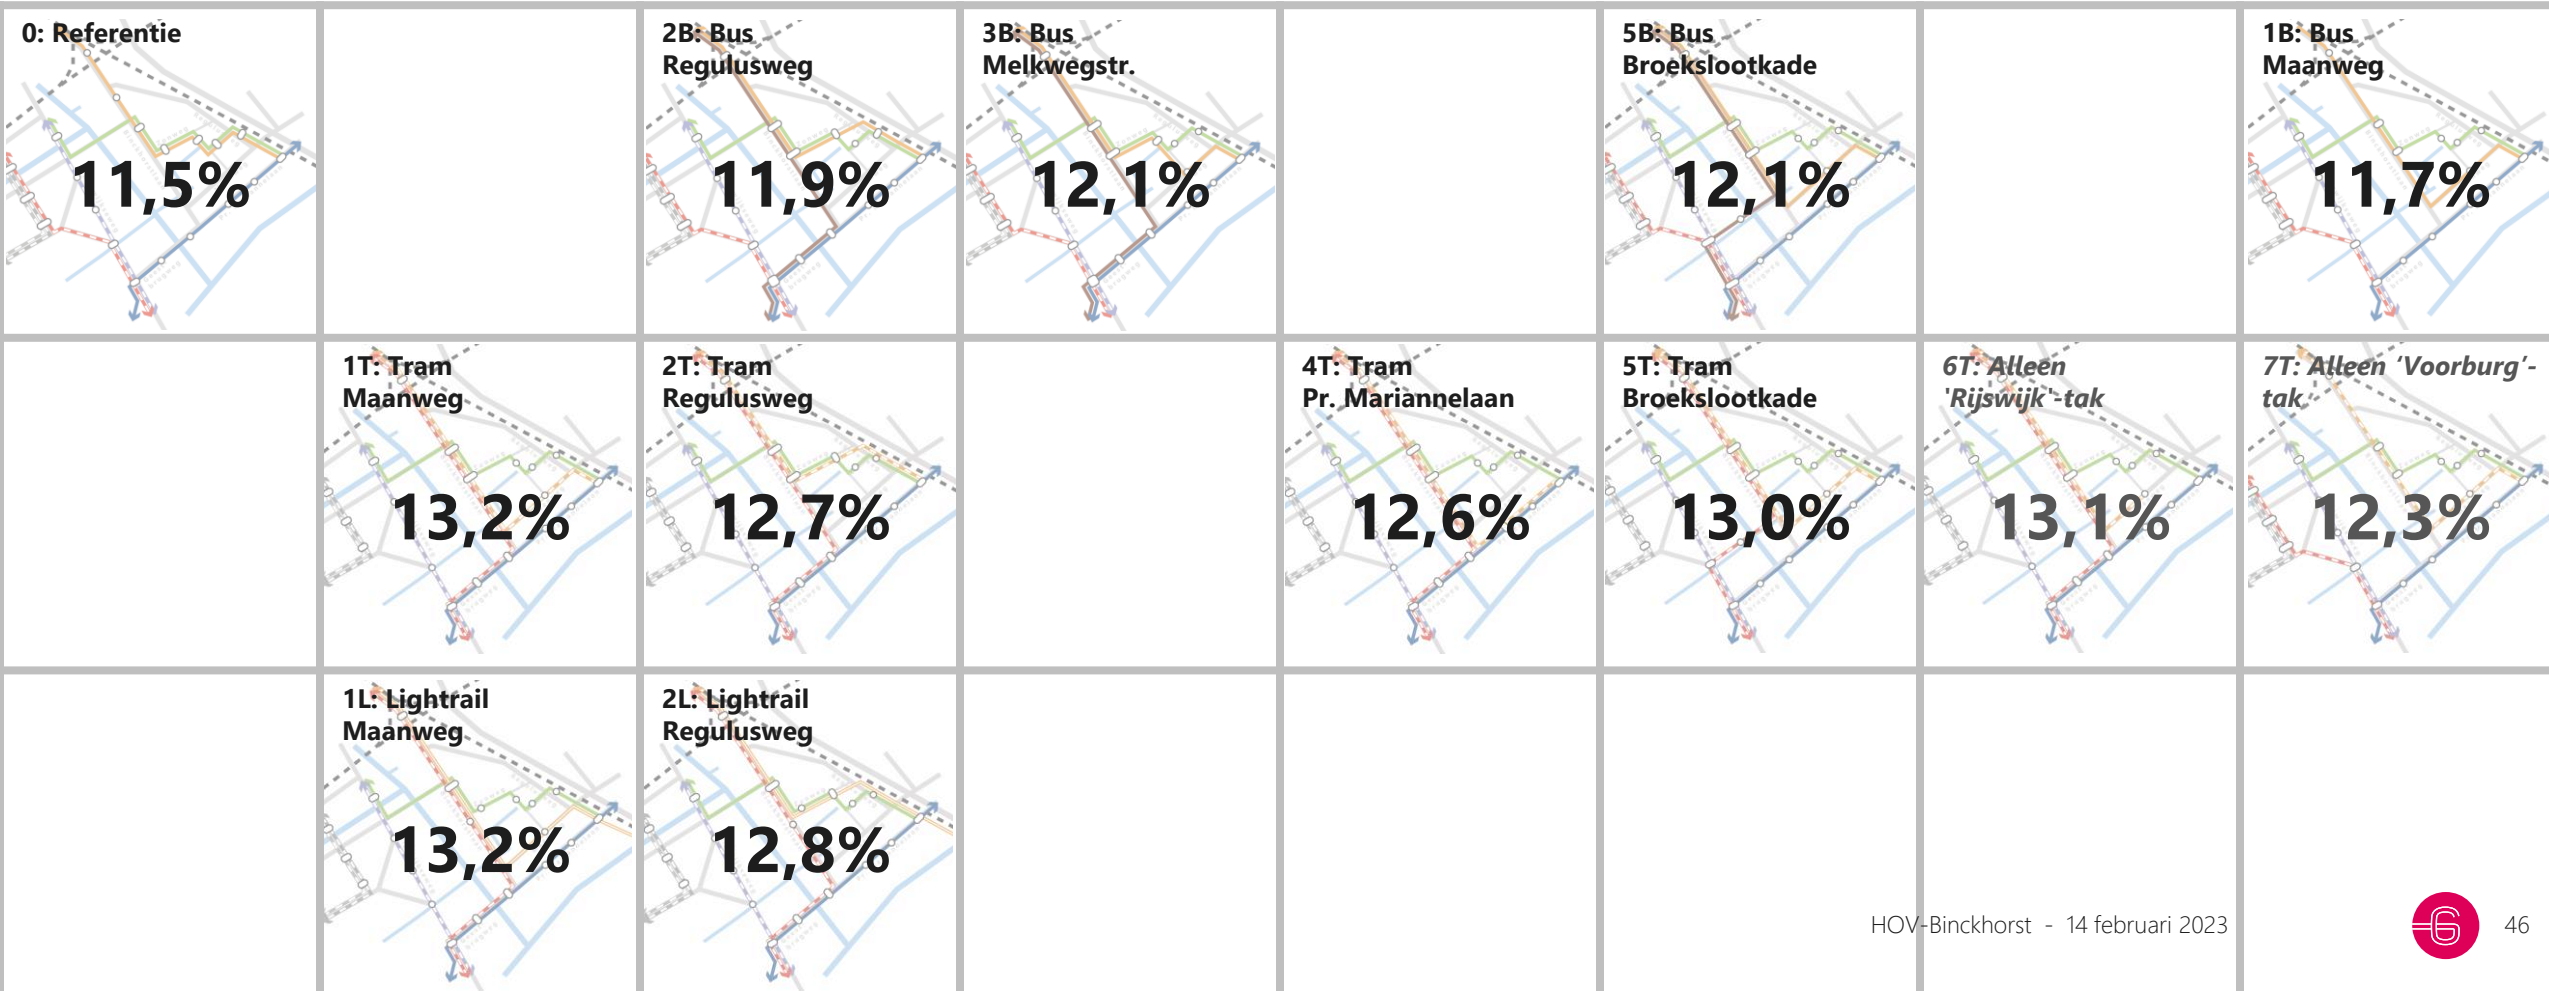 0: Referentie
11,5%
2B: Bus
Regulusweg
11,9%
3B: Bus
Melkwegstr.
12,1%
5B: Bus
Broekslootkade
12,1%
1B: Bus
Maanweg
11,7%
1T: Tram
Maanweg
13,2%
2T: Tram
Regulusweg
12,7%
4T: Tram
Pr. Mariannelaan
12,6%
5T: Tram
Broekslootkade
13,0%
6T: Alleen
'Rijswijk'-tak
13,1%
7T: Alleen ‘Voorburg’-
tak
12,3%
1L: Lightrail
Maanweg
13,2%
2L: Lightrail
Regulusweg
12,8%
HOV-Binckhorst - 14 februari 2023
46